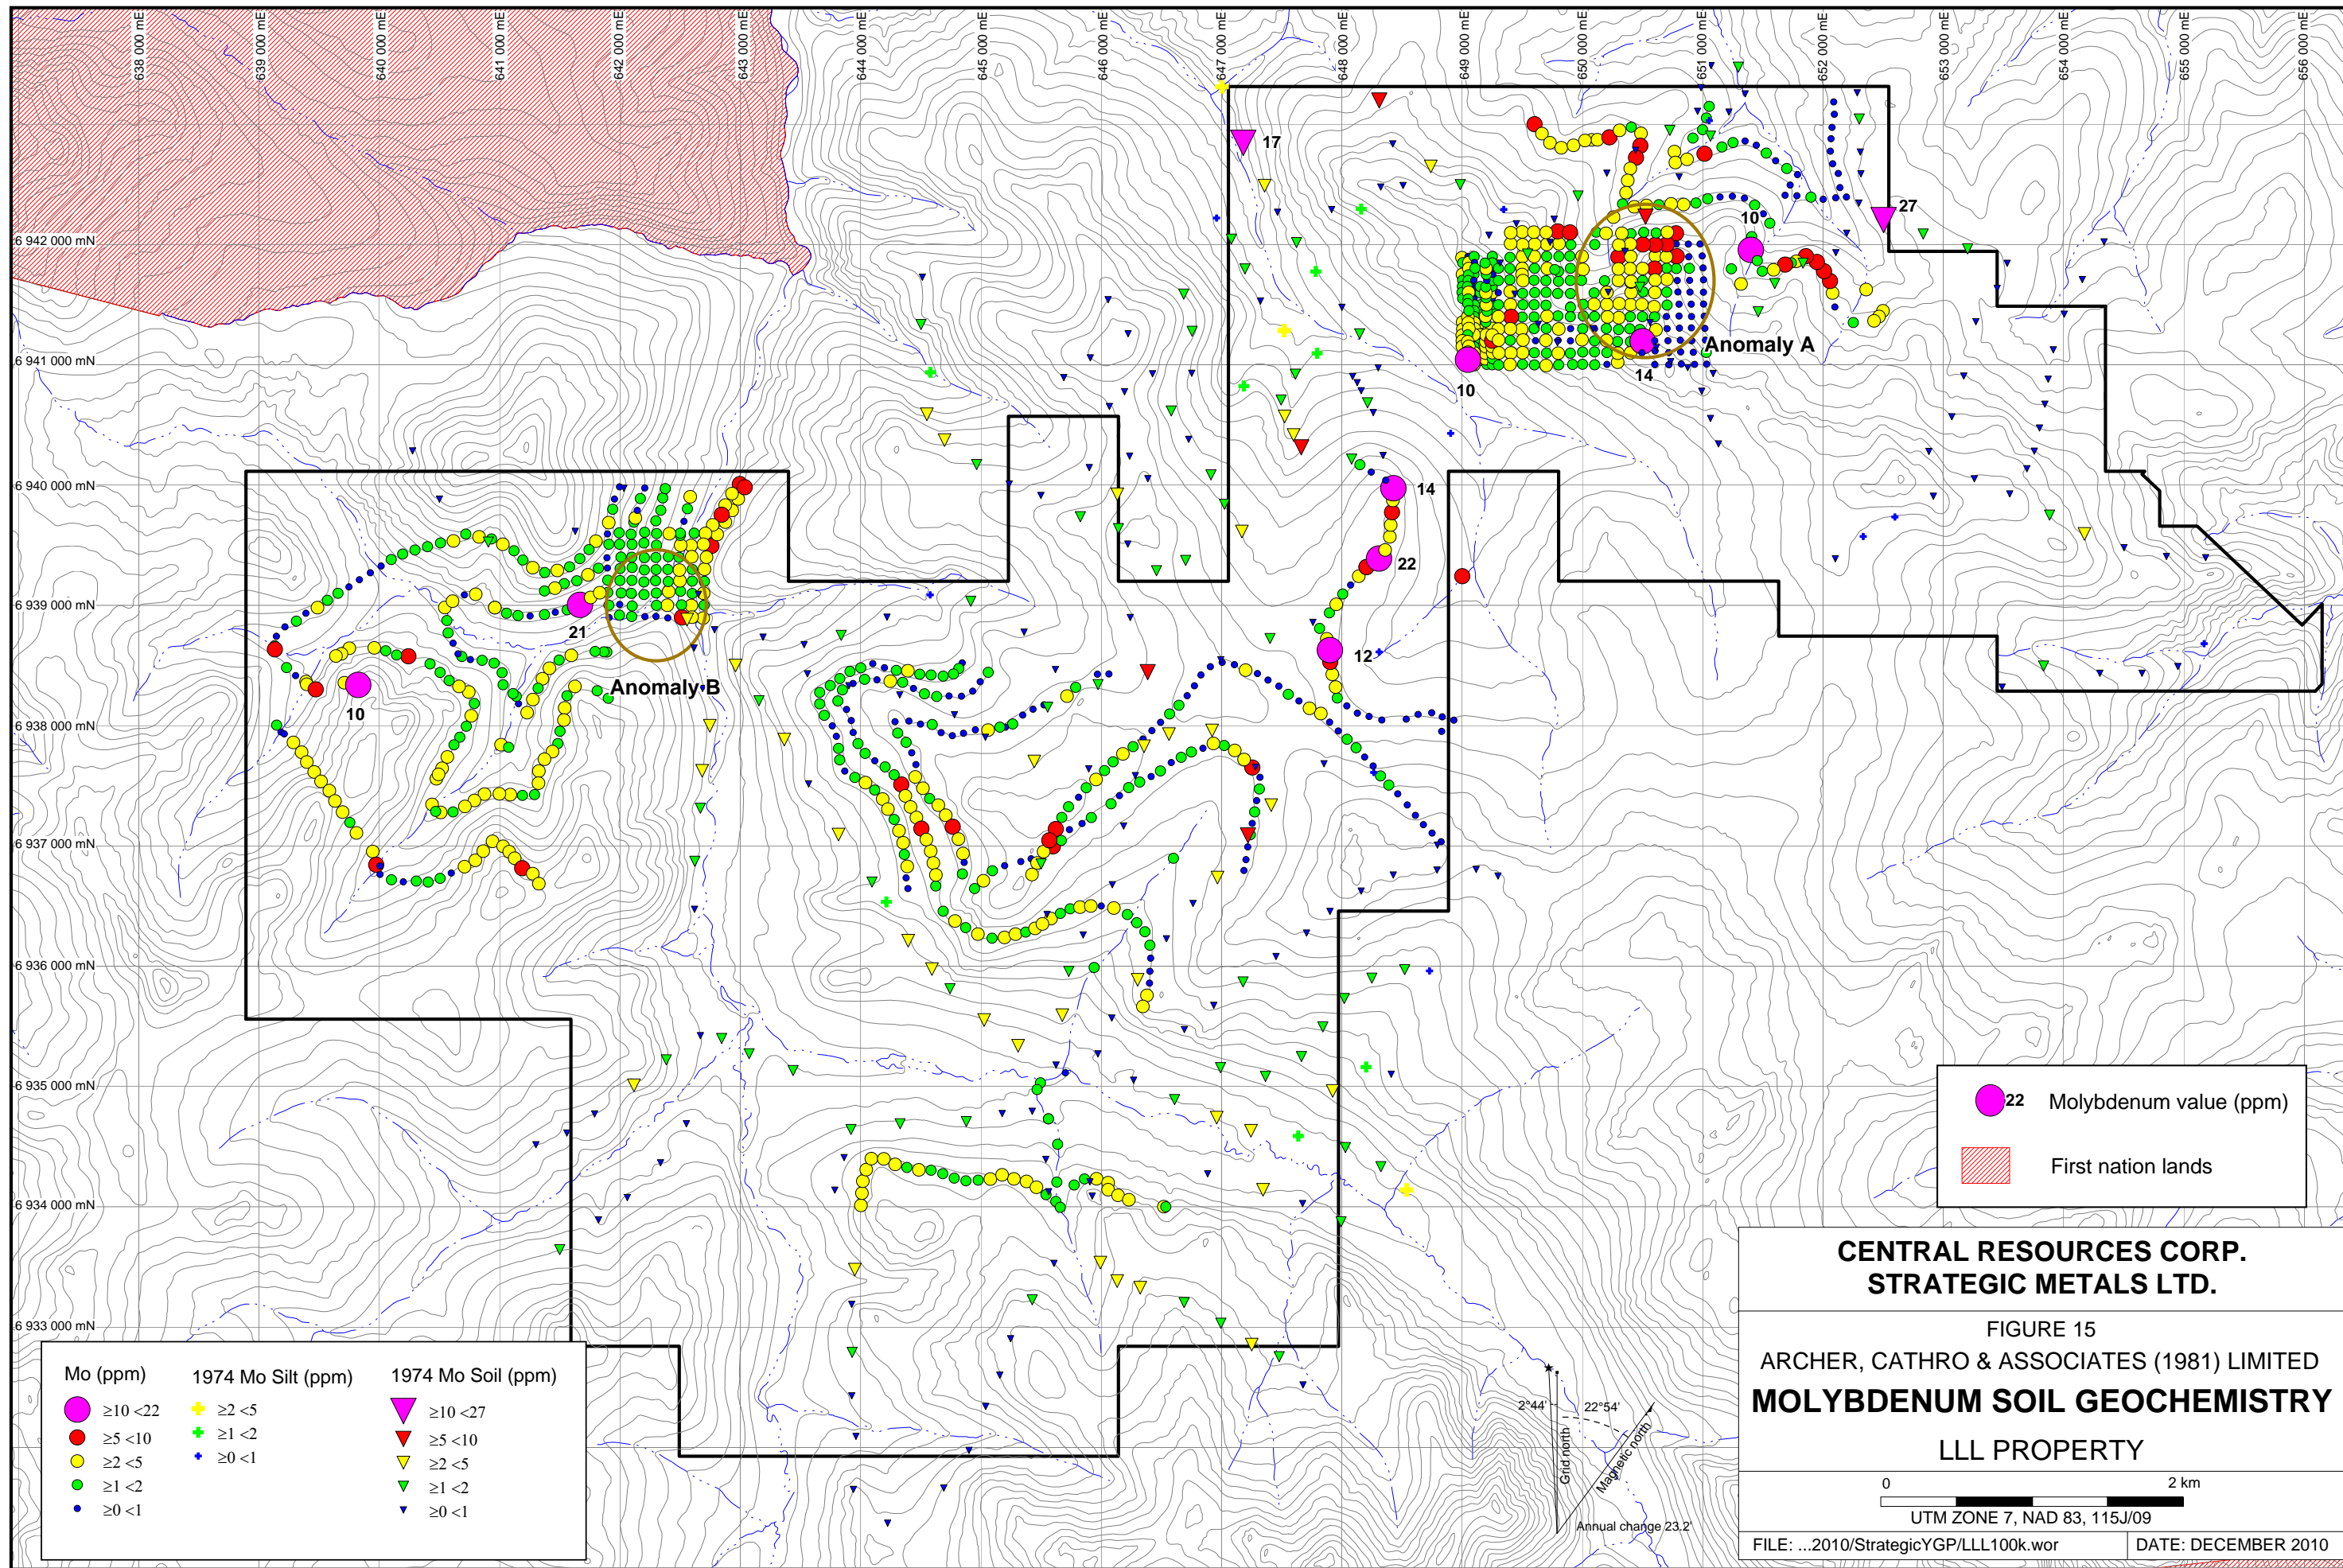 638 000 mE
639 000 mE
640 000 mE
641 000 mE
642 000 mE
643 000 mE
644 000 mE
645 000 mE
646 000 mE
647 000 mE
648 000 mE
649 000 mE
650 000 mE
651 000 mE
652 000 mE
653 000 mE
654 000 mE
655 000 mE
656 000 mE
6 942 000 mN
6 941 000 mN
6 940 000 mN
6 939 000 mN
6 938 000 mN
6 937 000 mN
6 936 000 mN
6 935 000 mN
6 934 000 mN
6 933 000 mN
17
27
10
Anomaly A
14
10
14
22
12
21
Anomaly B
10
22 Molybdenum value (ppm)
First nation lands
Mo (ppm)
≥10 <22
≥5 <10
≥2 <5
≥1 <2
≥0 <1
1974 Mo Silt (ppm)
≥2 <5
≥1 <2
≥0 <1
1974 Mo Soil (ppm)
≥10 <27
≥5 <10
≥2 <5
≥1 <2
≥0 <1
2°44'
22°54'
Grid north
Magnetic north
Annual change 23.2'
CENTRAL RESOURCES CORP.
STRATEGIC METALS LTD.
FIGURE 15
ARCHER, CATHRO & ASSOCIATES (1981) LIMITED
MOLYBDENUM SOIL GEOCHEMISTRY
LLL PROPERTY
0 2 km
UTM ZONE 7, NAD 83, 115J/09
FILE: ...2010/StrategicYGP/LLL100k.wor
DATE: DECEMBER 2010